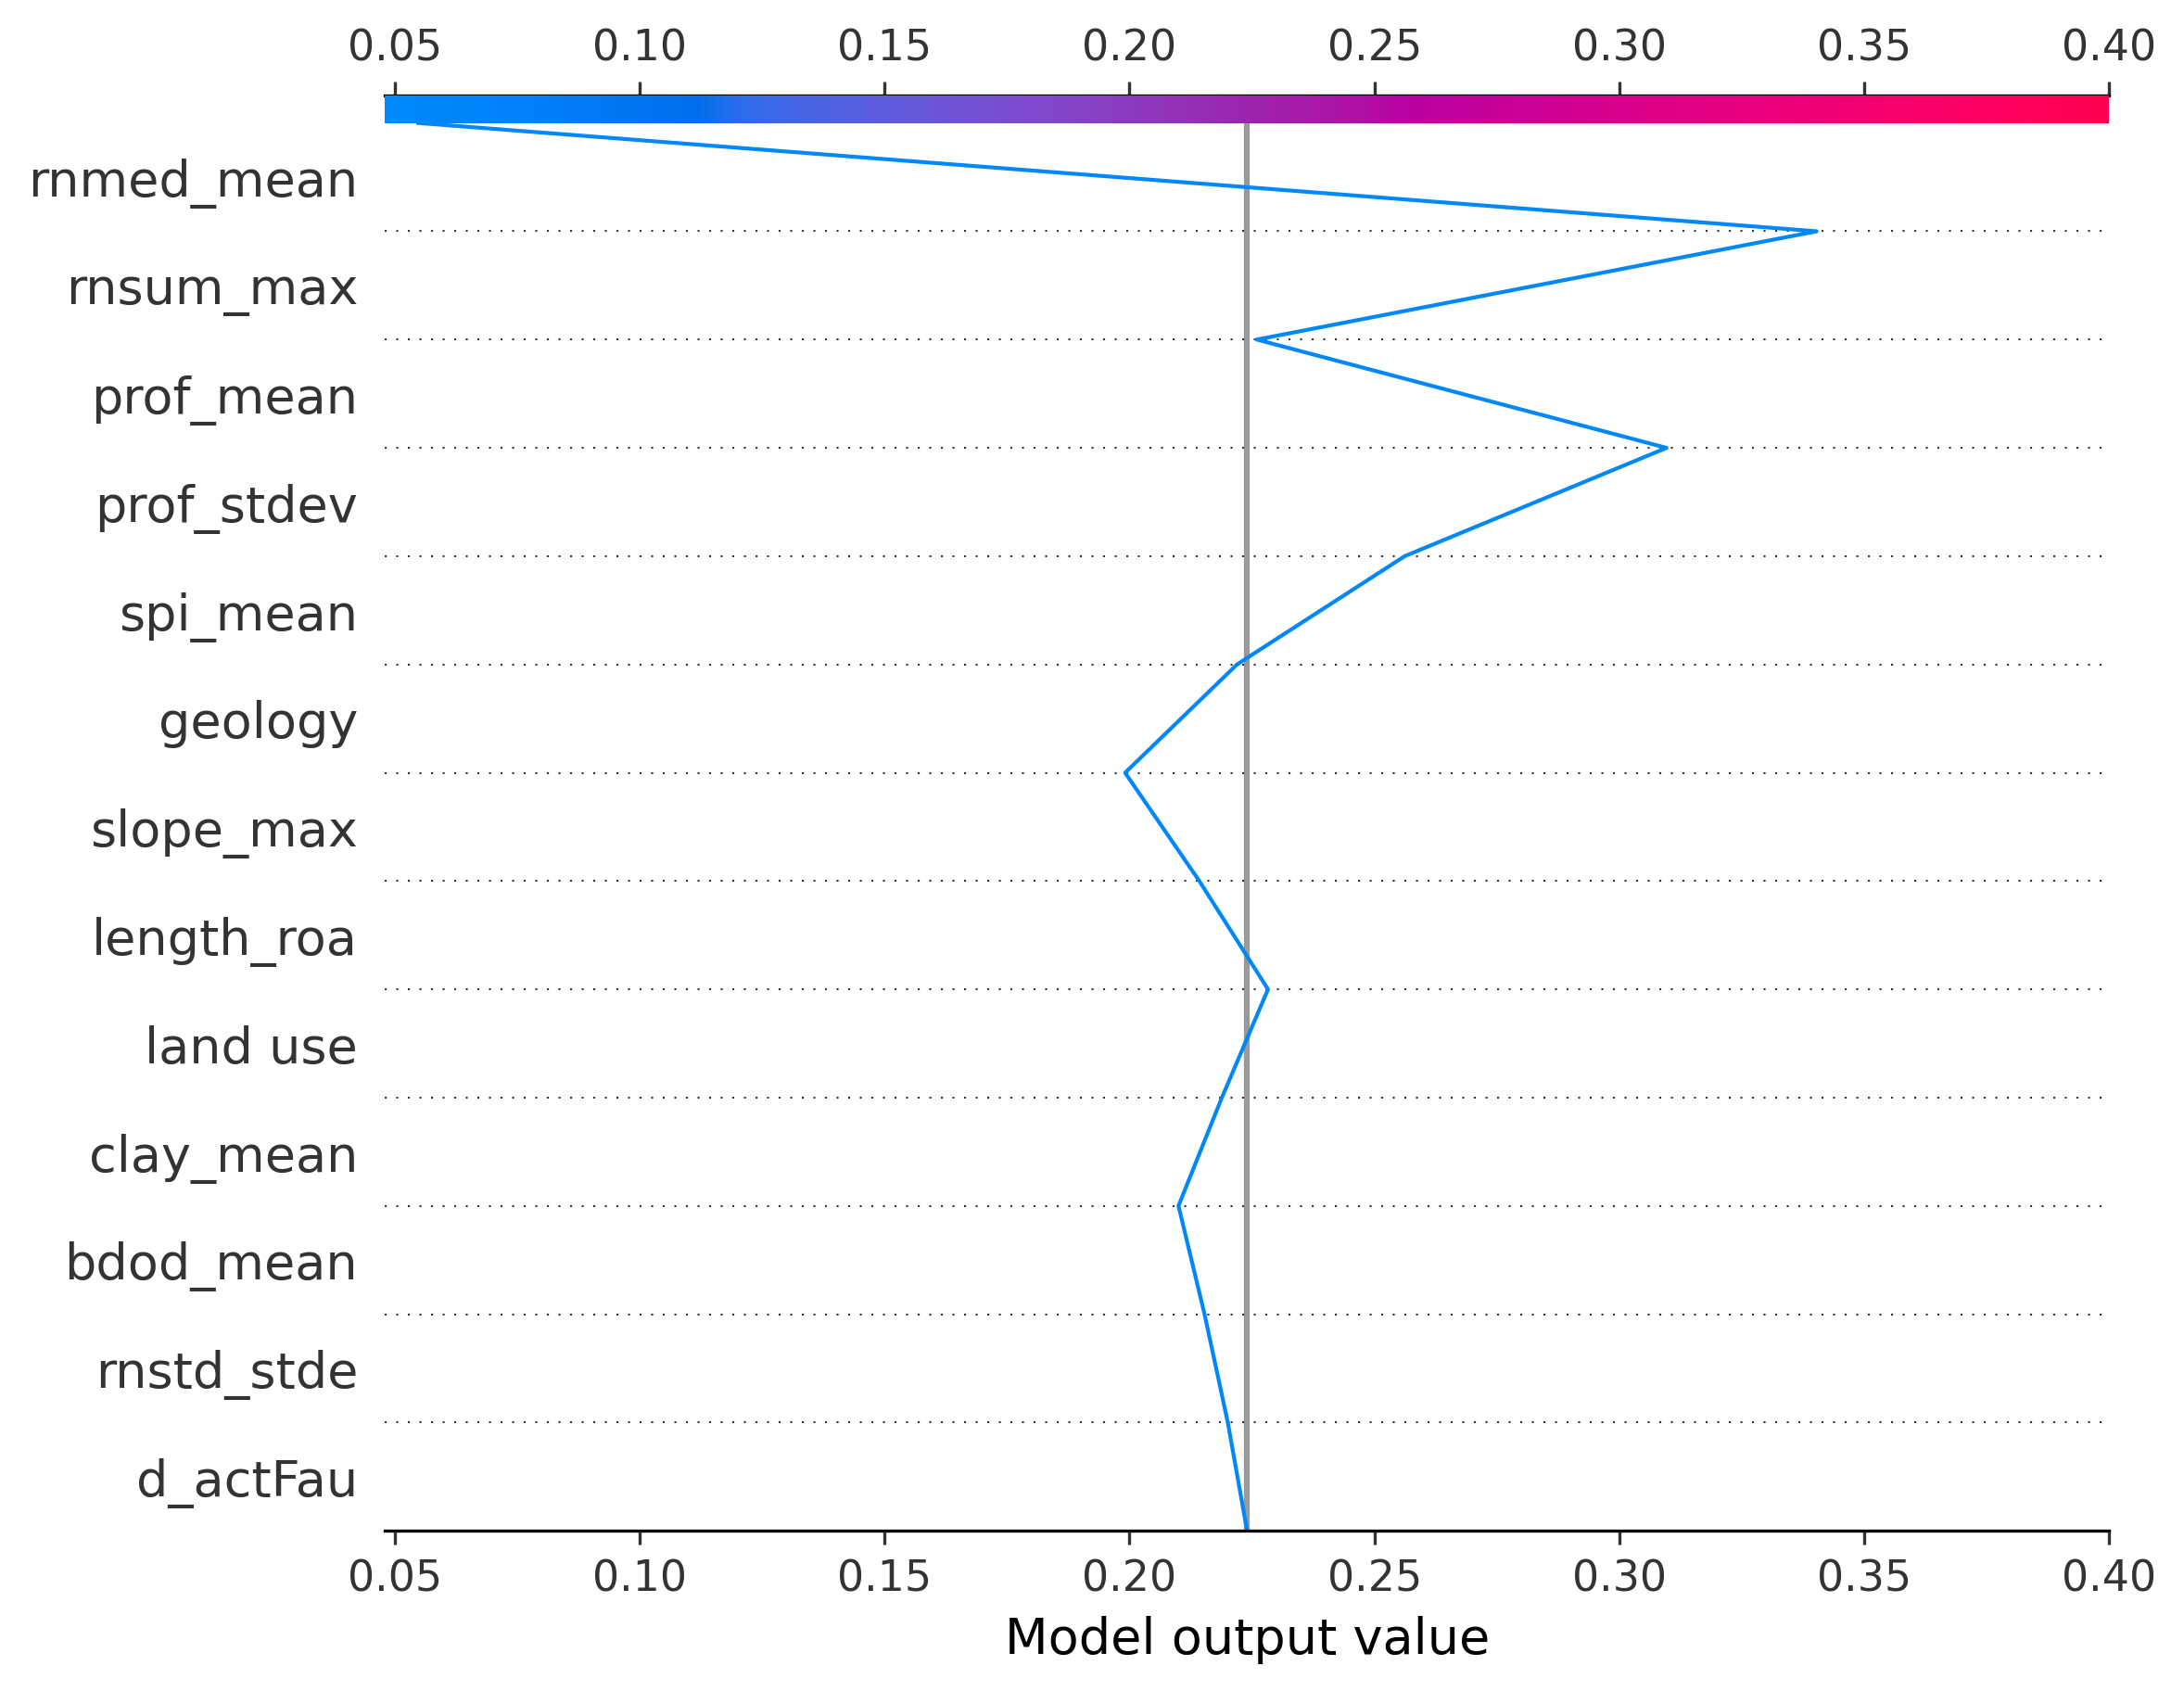 0.05 0.10 0.15 0.20 0.25 0.30 0.35 0.40
rnmed_mean
rnsum_max
prof_mean
prof_stdev
spi_mean
geology
slope_max
length_roa
land use
clay_mean
bdod_mean
rnstd_stde
d_actFau
0.05 0.10 0.15 0.20 0.25 0.30 0.35 0.40
Model output value